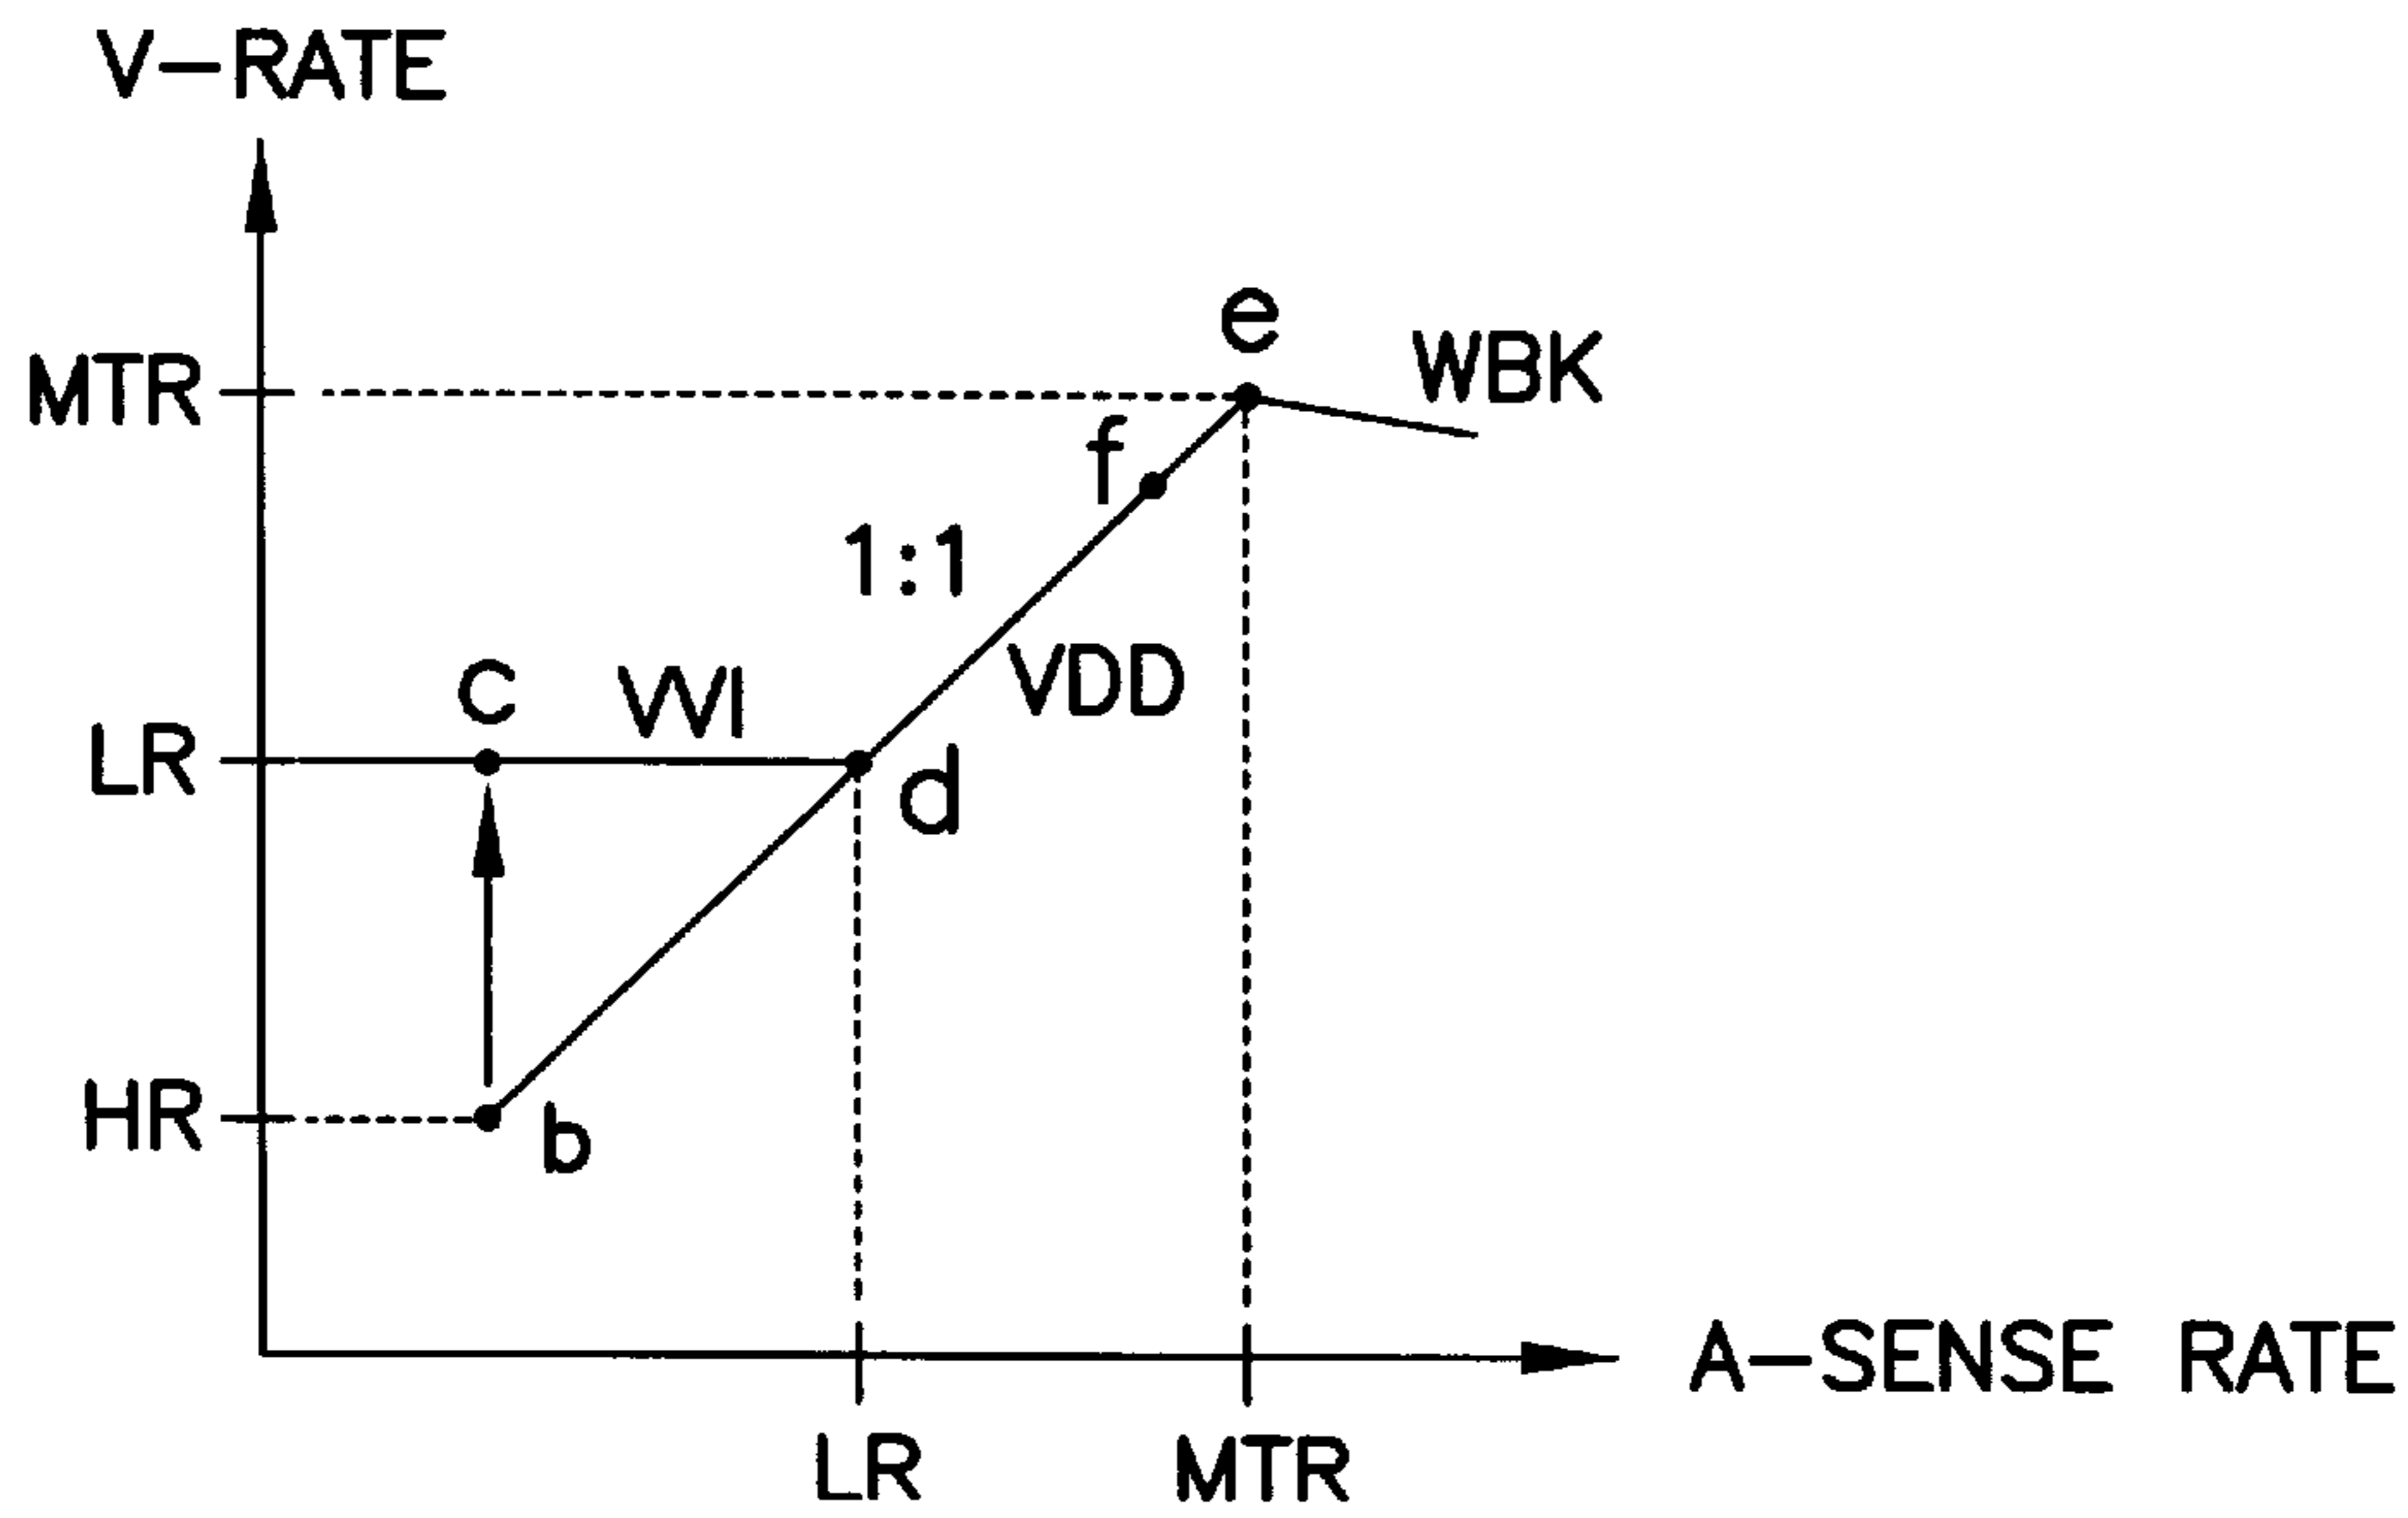 V-RATE
e
WBK
MTR
f
1:1
VDD
c
VVI
LR
d
HR
b
A-SENSE RATE
LR
MTR